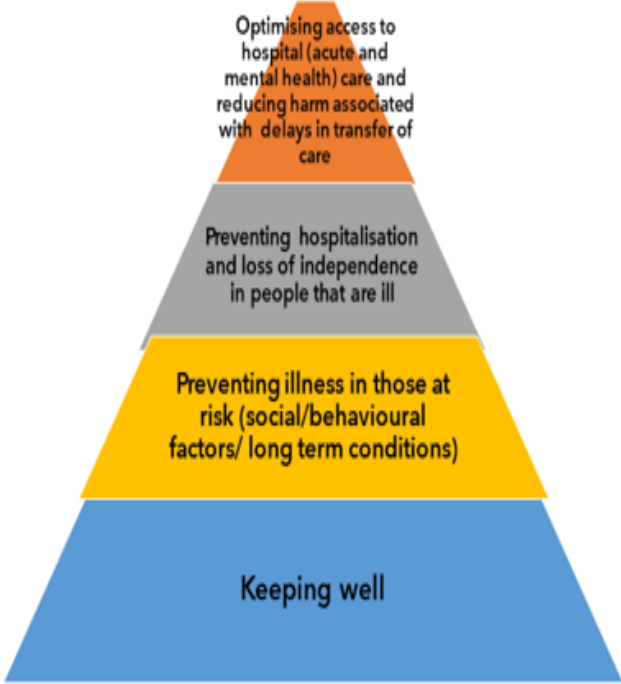 Optimising access to
hospital (acute and
mental health) care and
reducing harm associated
with delays in transfer of
care
Preventing hospitalisation
and loss of independence
in people that are ill
Preventing illness in those at
risk (social/behavioural
factors/ long term conditions)
Keeping well